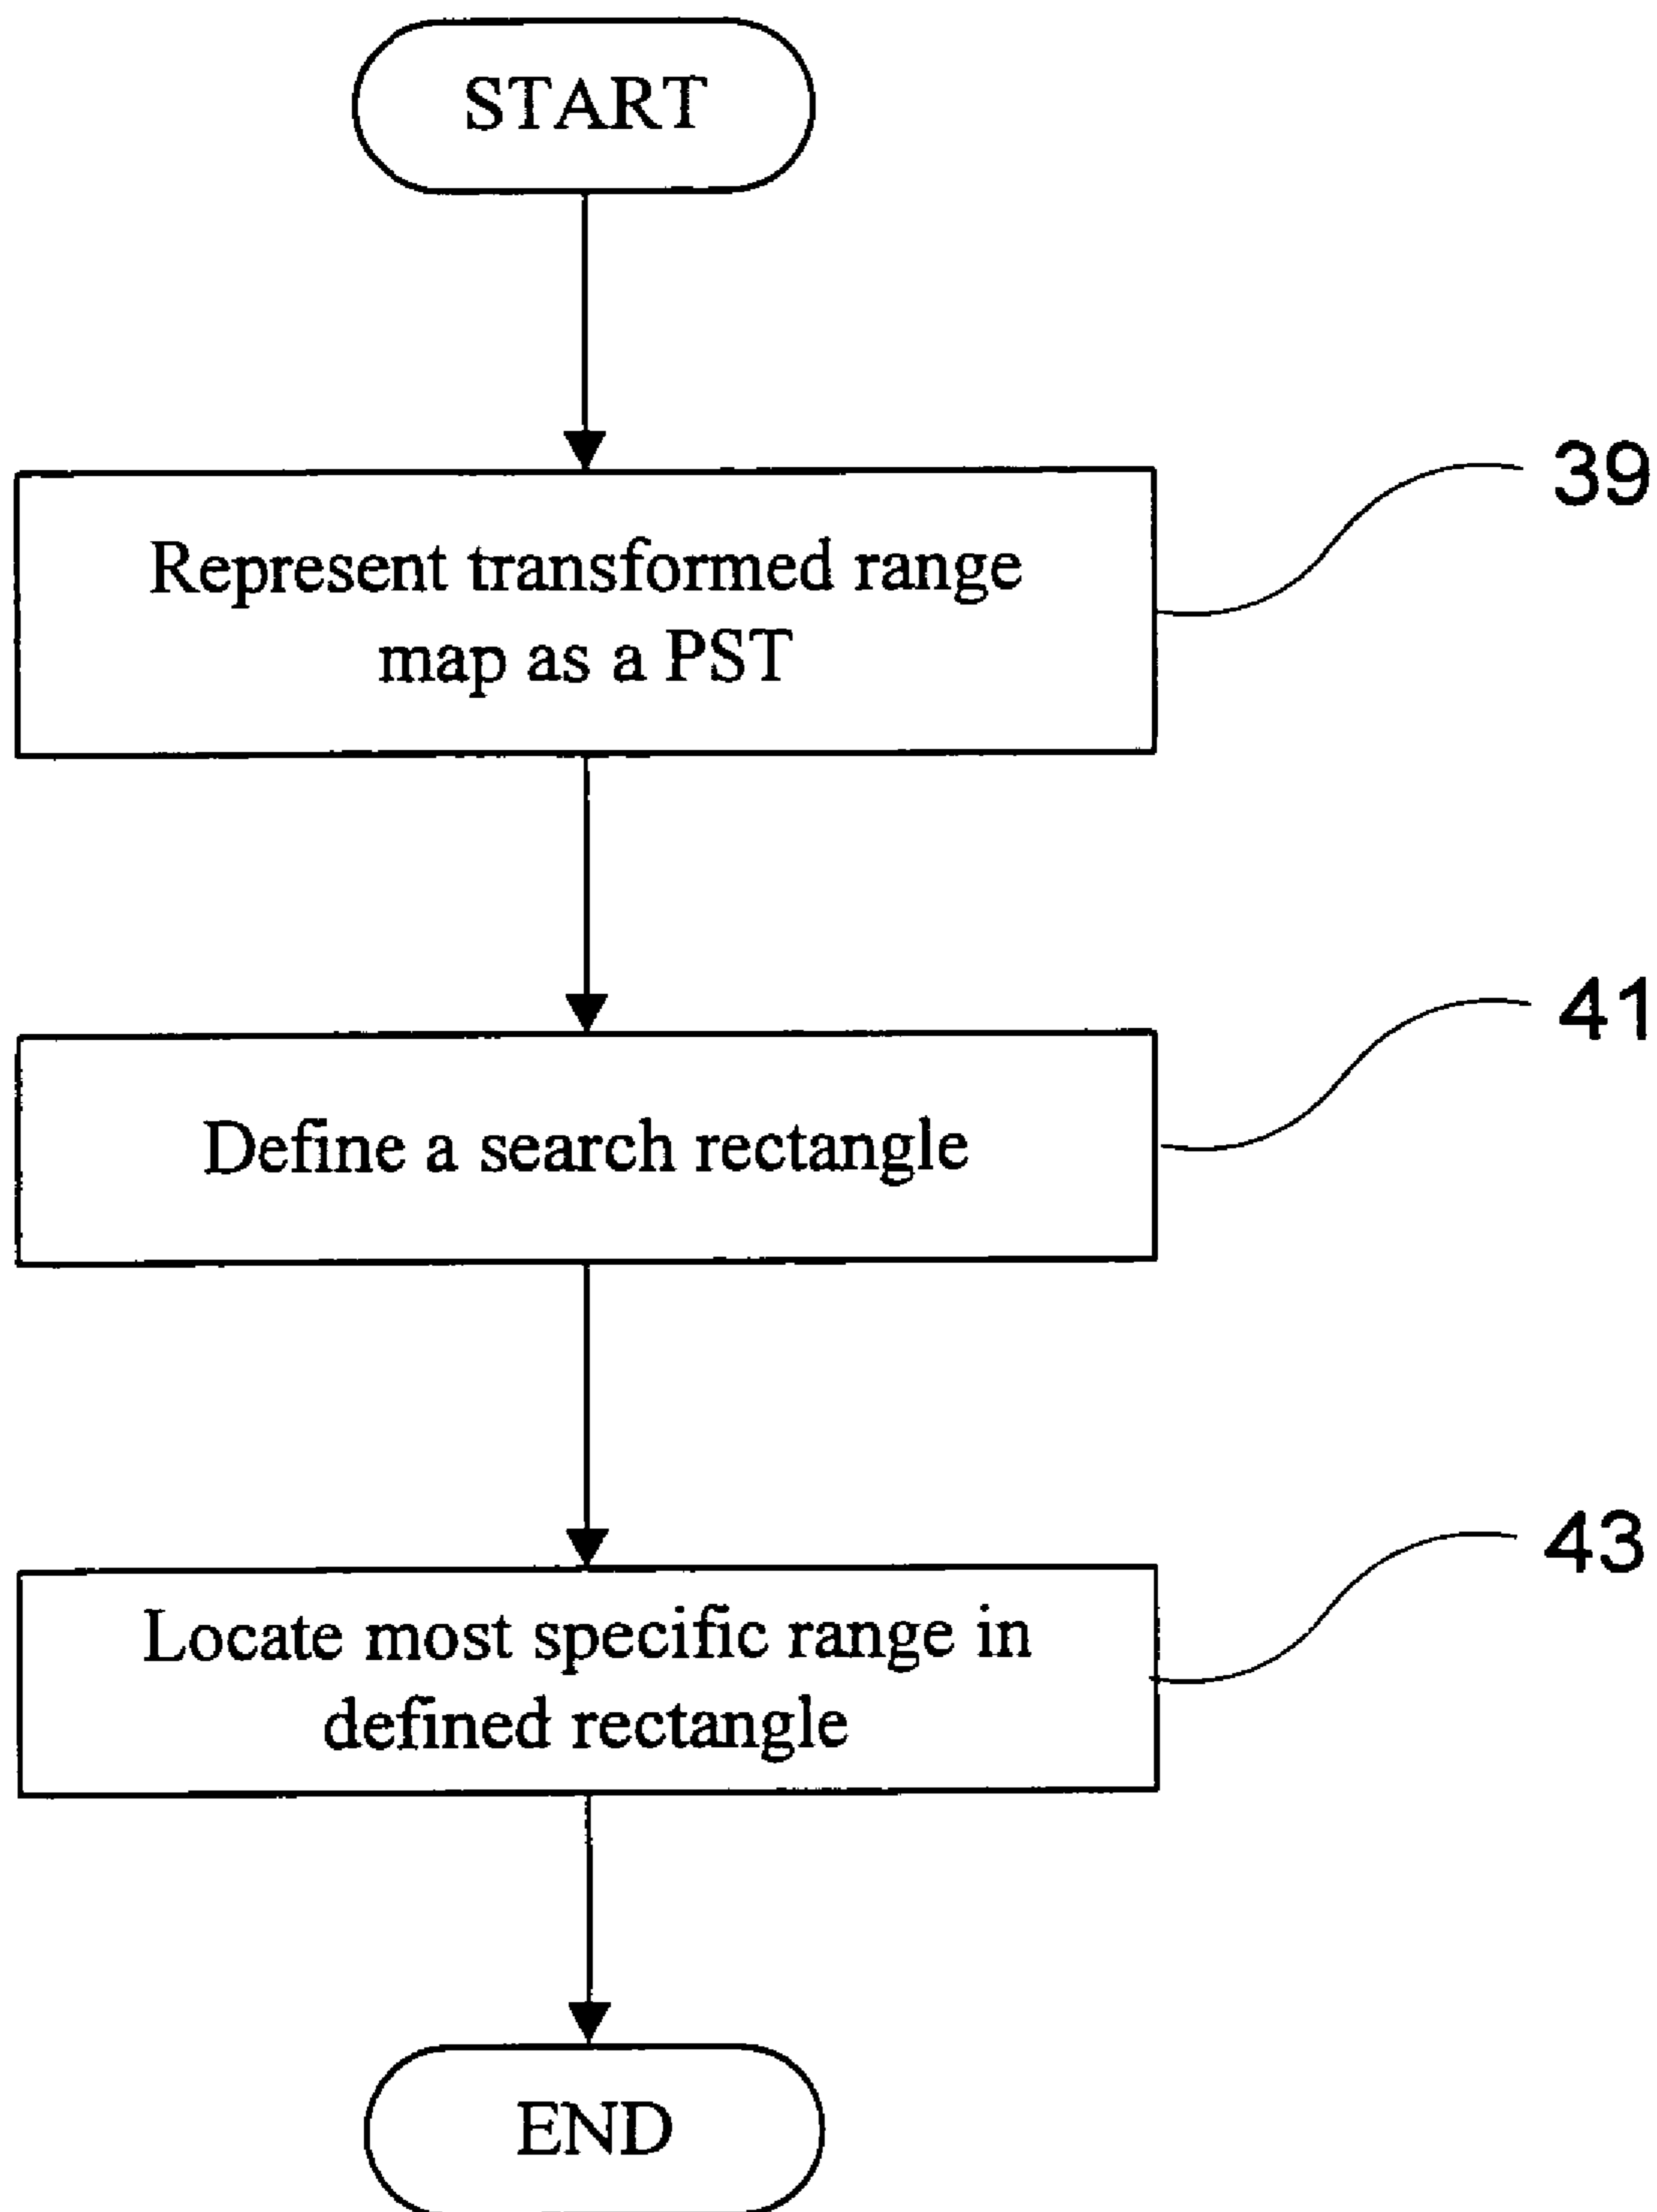 START
39
Represent transformed range
map as a PST
41
Define a search rectangle
43
Locate most specific range in
defined rectangle
END